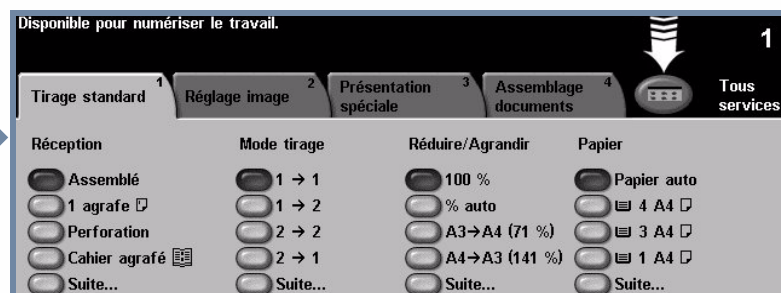 Disponible pour numériser le travail.
1
Tirage standard 1
Réglage image 2
Présentation spéciale 3
Assemblage documents 4
Tous services
Réception Mode tirage Réduire/Agrandir Papier
Assemblé 1 → 1 100 % Papier auto
1 agrafe 1 → 2 % auto 4 A4
Perforation 2 → 2 A3→A4 (71 %) 3 A4
Cahier agrafé 2 → 1 A4→A3 (141 %) 1 A4
Suite... Suite... Suite... Suite...